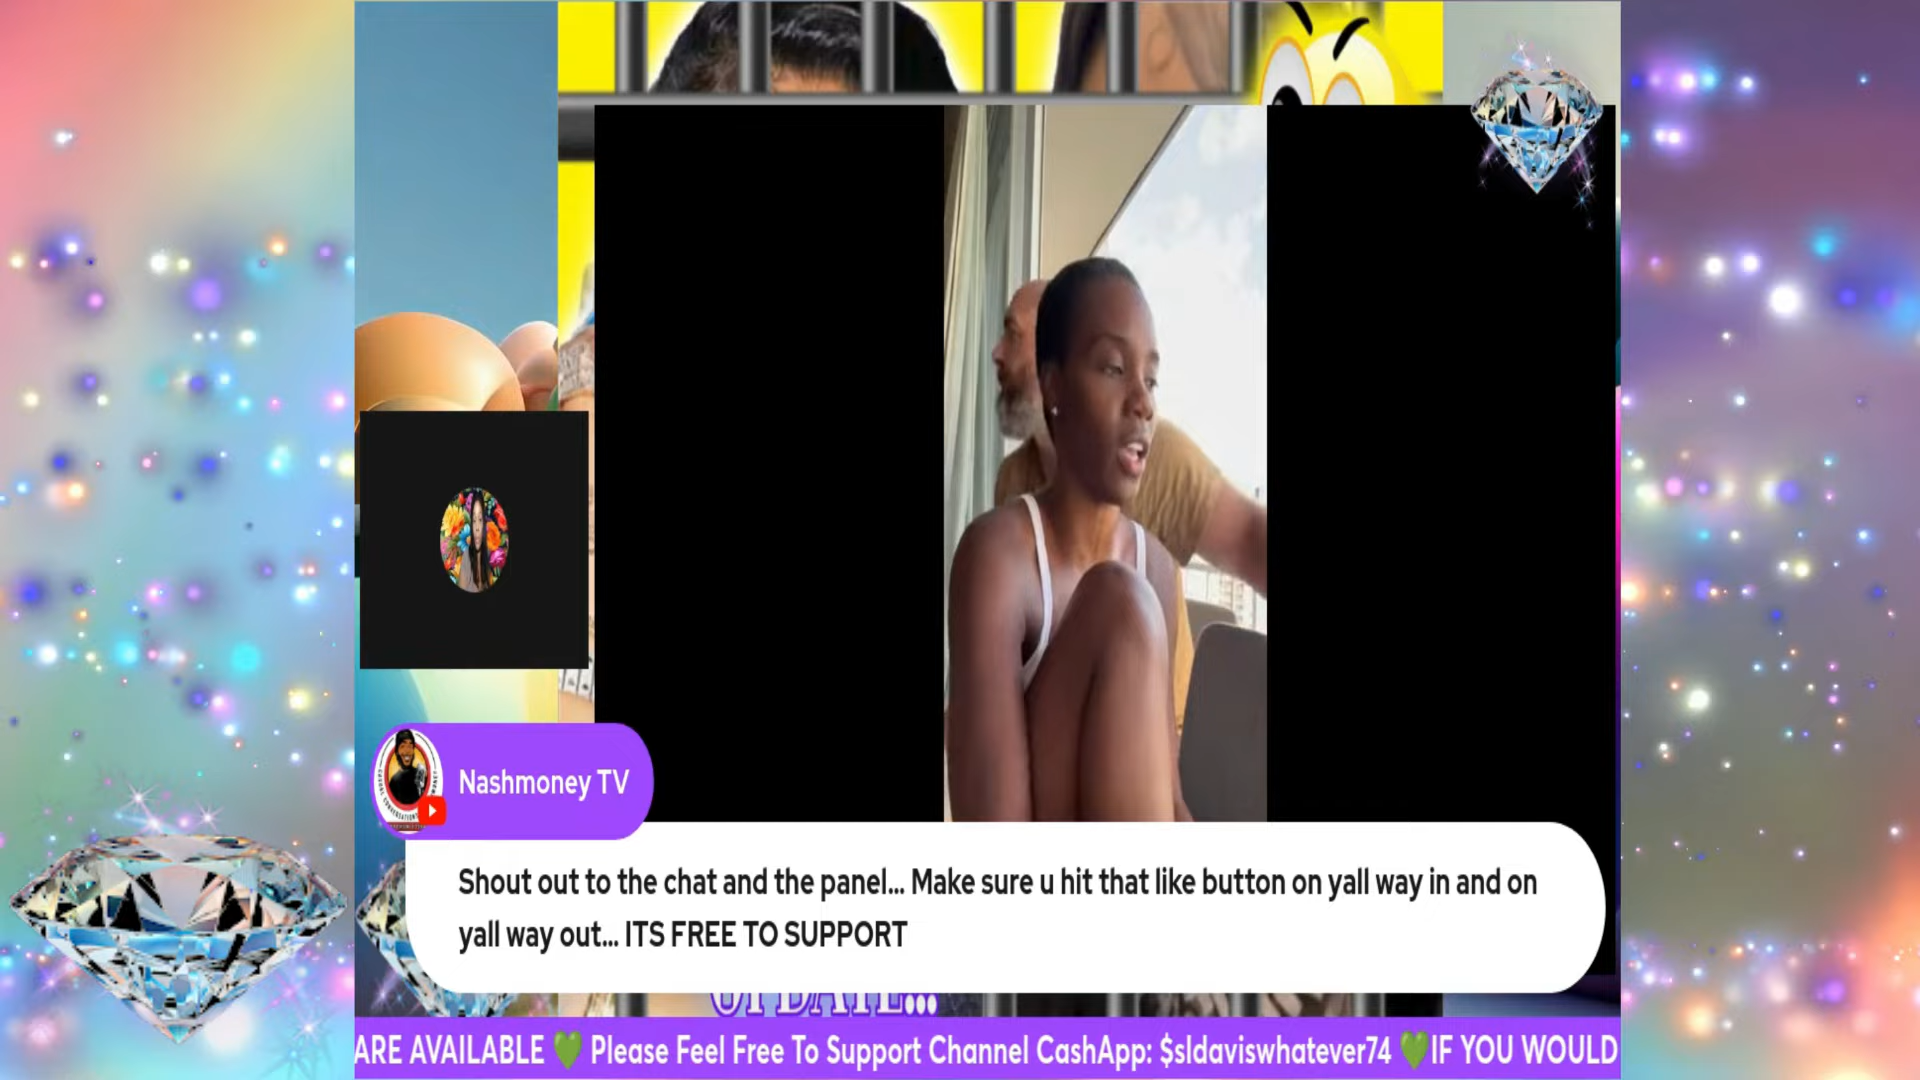 Nashmoney TV
Shout out to the chat and the panel... Make sure u hit that like button on yall way in and on
yall way out... ITS FREE TO SUPPORT
UPDATE...
ARE AVAILABLE 💚 Please Feel Free To Support Channel CashApp: $sldaviswhatever74 💚IF YOU WOULD